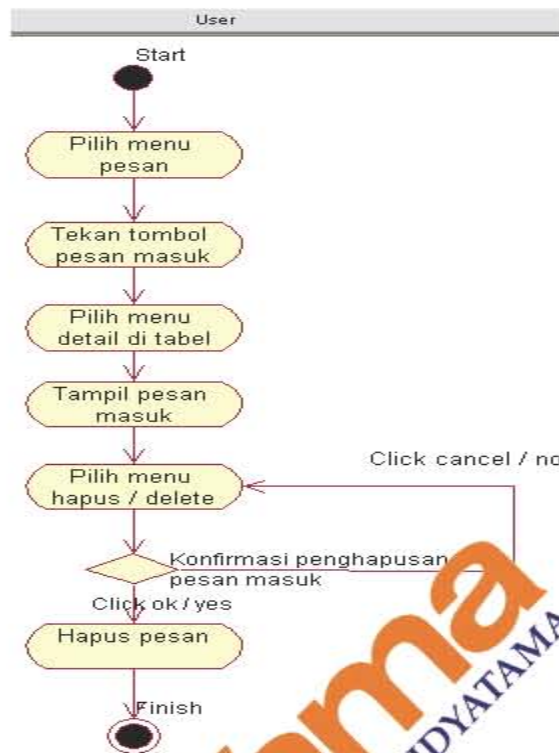 User
Start
Pilih menu
pesan
Tekan tombol
pesan masuk
Pilih menu
detail di tabel
Tampil pesan
masuk
Click cancel / no
Pilih menu
hapus / delete
Konfirmasi penghapusan
pesan masuk
Click ok / yes
Hapus pesan
Finish